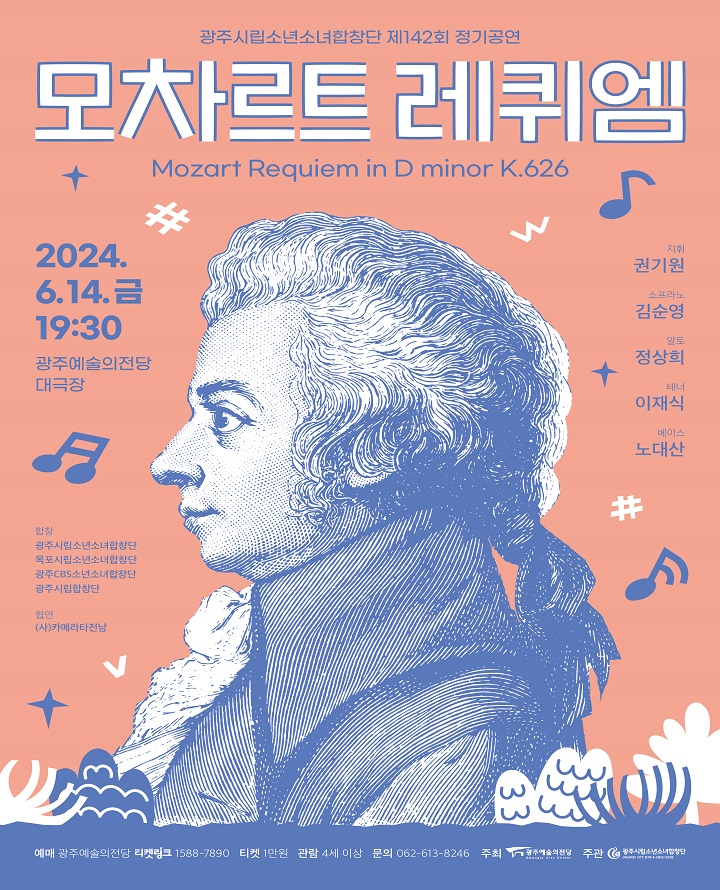 광주시립소년소녀합창단 제142회 정기공연
모차르트 레퀴엠
Mozart Requiem in D minor K.626
2024.
6.14.금
19:30
광주예술의전당
대극장
지휘
권기원
소프라노
김순영
알토
정상희
테너
이재식
베이스
노대산
합창
광주시립소년소녀합창단
목포시립소년소녀합창단
광주CBS소년소녀합창단
광주시립합창단
협연
(사)카메라타전남
예매 광주예술의전당 티켓링크 1588-7890 티켓 1만원 관람 4세 이상 문의 062-613-8246 주최 광주예술의전당 주관 광주시립소년소녀합창단